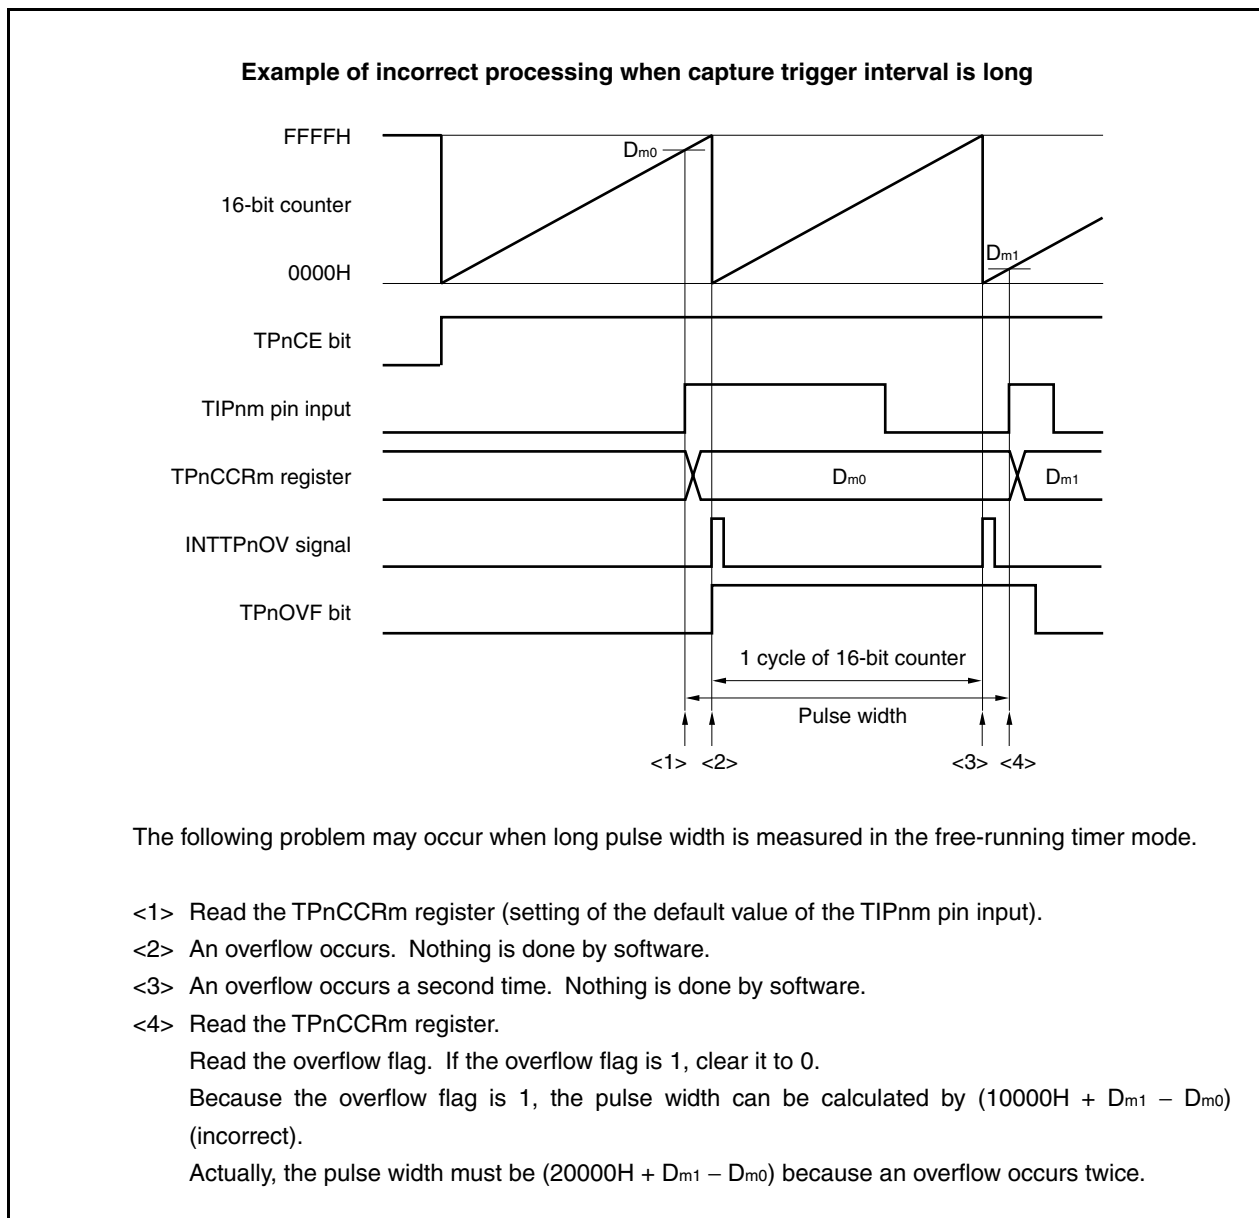 Example of incorrect processing when capture trigger interval is long
FFFFH
Dm0
16-bit counter
Dm1
0000H
TPnCE bit
TIPnm pin input
TPnCCRm register
Dm0
Dm1
INTTPnOV signal
TPnOVF bit
1 cycle of 16-bit counter
Pulse width
<1> <2> <3> <4>
The following problem may occur when long pulse width is measured in the free-running timer mode.
<1> Read the TPnCCRm register (setting of the default value of the TIPnm pin input).
<2> An overflow occurs. Nothing is done by software.
<3> An overflow occurs a second time. Nothing is done by software.
<4> Read the TPnCCRm register.
Read the overflow flag. If the overflow flag is 1, clear it to 0.
Because the overflow flag is 1, the pulse width can be calculated by (10000H + Dm1 – Dm0)
(incorrect).
Actually, the pulse width must be (20000H + Dm1 – Dm0) because an overflow occurs twice.